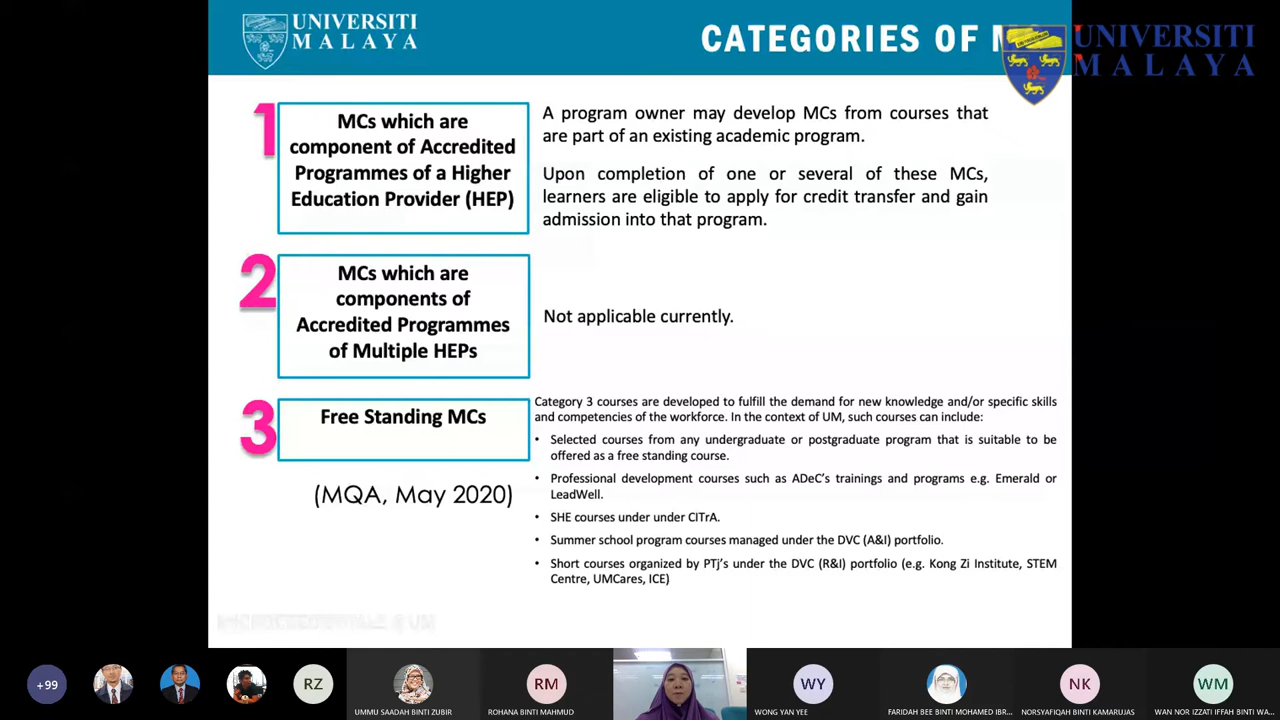 UNIVERSITI
MALAYA
CATEGORIES OF
UNIVERSITI
MALAYA
1
MCs which are
component of Accredited
Programmes of a Higher
Education Provider (HEP)
A program owner may develop MCs from courses that
are part of an existing academic program.
Upon completion of one or several of these MCs,
learners are eligible to apply for credit transfer and gain
admission into that program.
2
MCs which are
components of
Accredited Programmes
of Multiple HEPs
Not applicable currently.
3
Free Standing MCs
(MQA, May 2020)
Category 3 courses are developed to fulfill the demand for new knowledge and/or specific skills
and competencies of the workforce. In the context of UM, such courses can include:
• Selected courses from any undergraduate or postgraduate program that is suitable to be
offered as a free standing course.
• Professional development courses such as ADeC's trainings and programs e.g. Emerald or
LeadWell.
• SHE courses under under CITrA.
• Summer school program courses managed under the DVC (A&I) portfolio.
• Short courses organized by PTj's under the DVC (R&I) portfolio (e.g. Kong Zi Institute, STEM
Centre, UMCares, ICE)
+99
RZ
UMMU SAADAH BINTI ZUBIR
RM
ROHANA BINTI MAHMUD
WY
WONG YAN YEE
FARIDAH BEE BINTI MOHAMED IBR...
NK
NORSYAFIQAH BINTI KAMARUJAS
WM
WAN NOR IZZATI IFFAH BINTI WA...